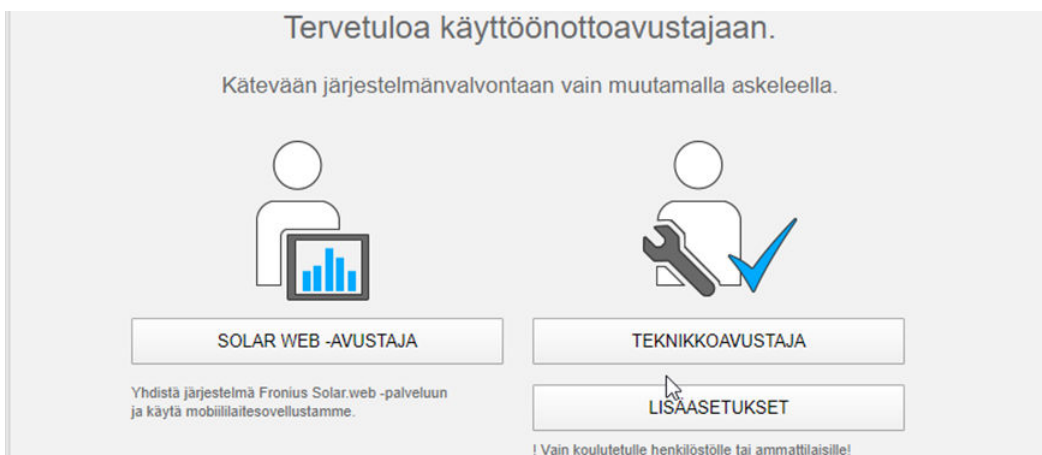 Tervetuloa käyttöönottoavustajaan.
Kätevään järjestelmänvalvontaan vain muutamalla askeleella.
SOLAR WEB -AVUSTAJA
Yhdistä järjestelmä Fronius Solar.web -palveluun
ja käytä mobiililaitesovellustamme.
TEKNIKKOAVUSTAJA
LISÄASETUKSET
! Vain koulutetulle henkilöstölle tai ammattilaisille!